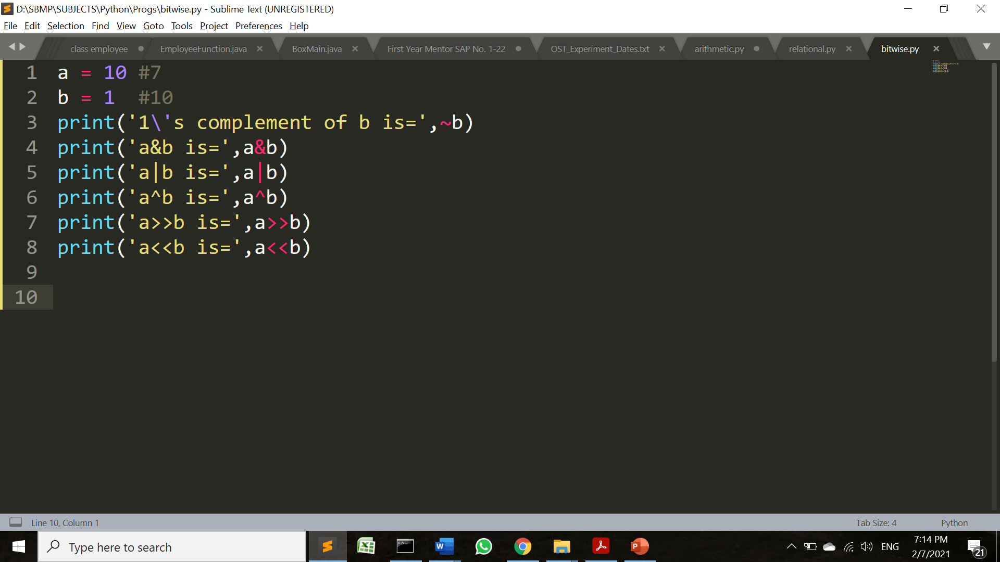 D:\SBMP\SUBJECTS\Python\Progs\bitwise.py - Sublime Text (UNREGISTERED)
File Edit Selection Find View Goto Tools Project Preferences Help
class employee EmployeeFunction.java BoxMain.java First Year Mentor SAP No. 1-22 OST_Experiment_Dates.txt arithmetic.py relational.py bitwise.py
1 a = 10 #7
2 b = 1  #10
3 print('1\'s complement of b is=',~b)
4 print('a&b is=',a&b)
5 print('a|b is=',a|b)
6 print('a^b is=',a^b)
7 print('a>>b is=',a>>b)
8 print('a<<b is=',a<<b)
9
10
Line 10, Column 1 Tab Size: 4 Python
Type here to search ENG 7:14 PM
2/7/2021 21